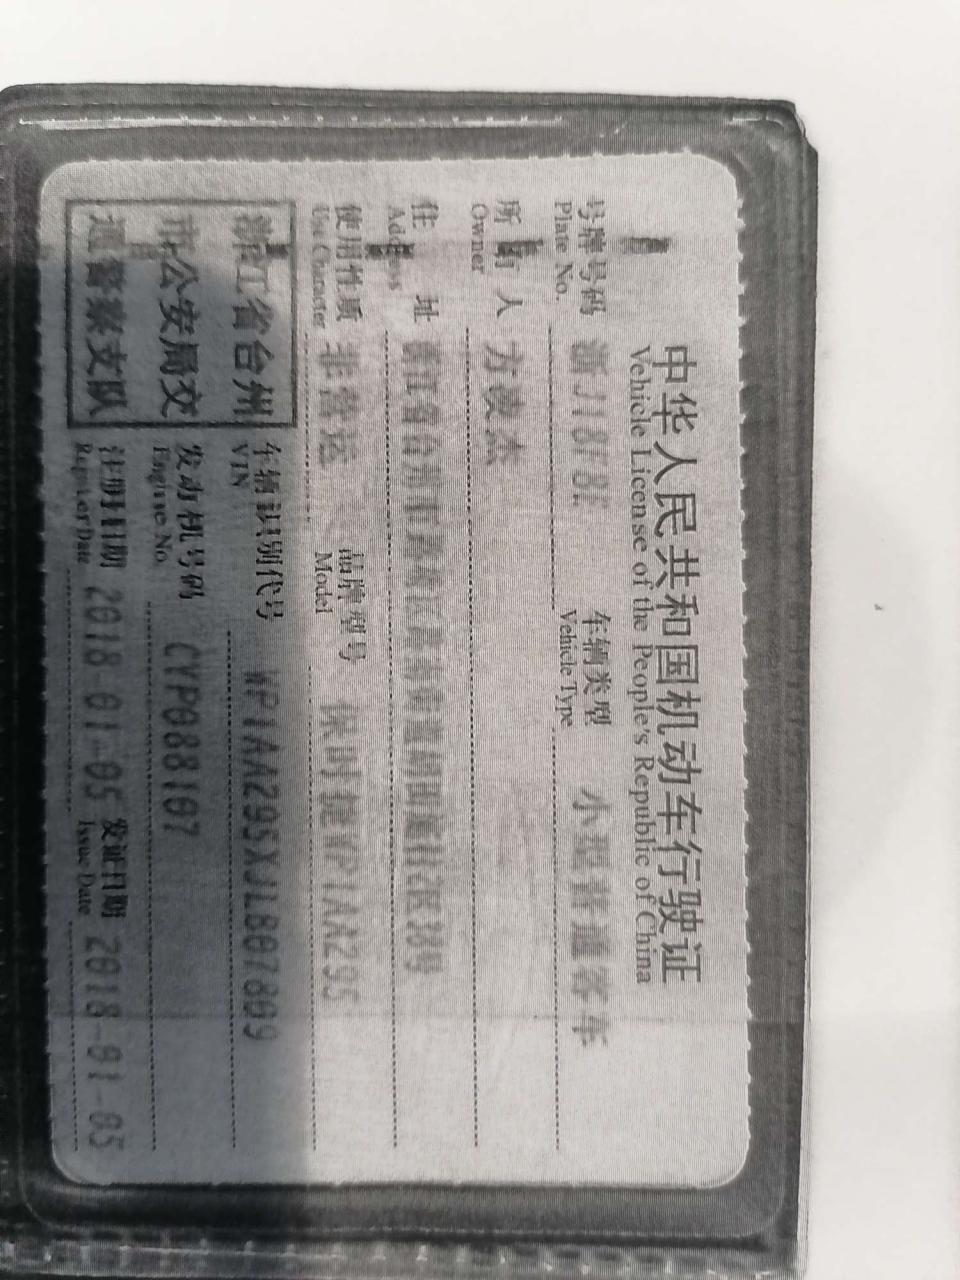 中华人民共和国机动车行驶证
Vehicle License of the People's Republic of China
号牌号码 浙J18F8E 车辆类型 小型普通客车
Plate No. Vehicle Type
所有人 方 杰
Owner
住址 浙江省台州市
Address
使用性质 非营运 品牌型号 保时捷WP1AA295
Use Character Model
浙江省台州
市公安局交
通警察支队
车辆识别代号 WP1AA295XJLB07809
VIN
发动机号码 CYP088107
Engine No.
注册日期 2018-01-05 发证日期 2018-01-05
Register Date Issue Date